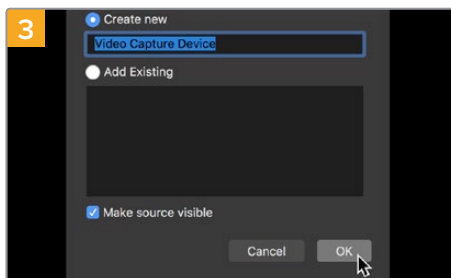 3
Create new
Video Capture Device
Add Existing
Make source visible
Cancel OK